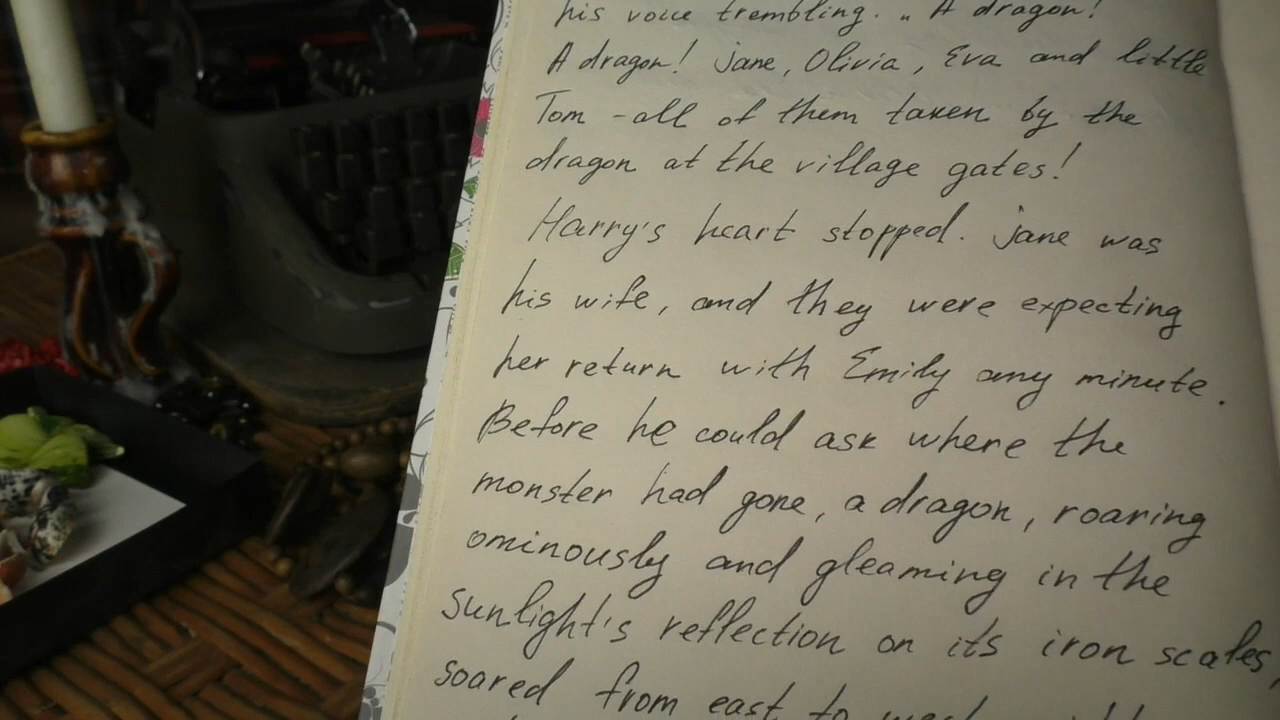 his voice trembling. „ A dragon!
A dragon! Jane, Olivia, Eva and little
Tom - all of them taken by the
dragon at the village gates!
Harry's heart stopped. Jane was
his wife, and they were expecting
her return with Emily any minute.
Before he could ask where the
monster had gone, a dragon, roaring
ominously and gleaming in the
sunlight's reflection on its iron scales,
soared from east to